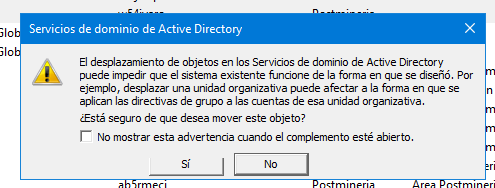 Postmineria
Glob
Glob
Servicios de dominio de Active Directory
El desplazamiento de objetos en los Servicios de dominio de Active Directory
puede impedir que el sistema existente funcione de la forma en que se diseñó. Por
ejemplo, desplazar una unidad organizativa puede afectar a la forma en que se
aplican las directivas de grupo a las cuentas de esa unidad organizativa.
¿Está seguro de que desea mover este objeto?
No mostrar esta advertencia cuando el complemento esté abierto.
Sí
No
ab5rmeci Postmineria Area Postmineri